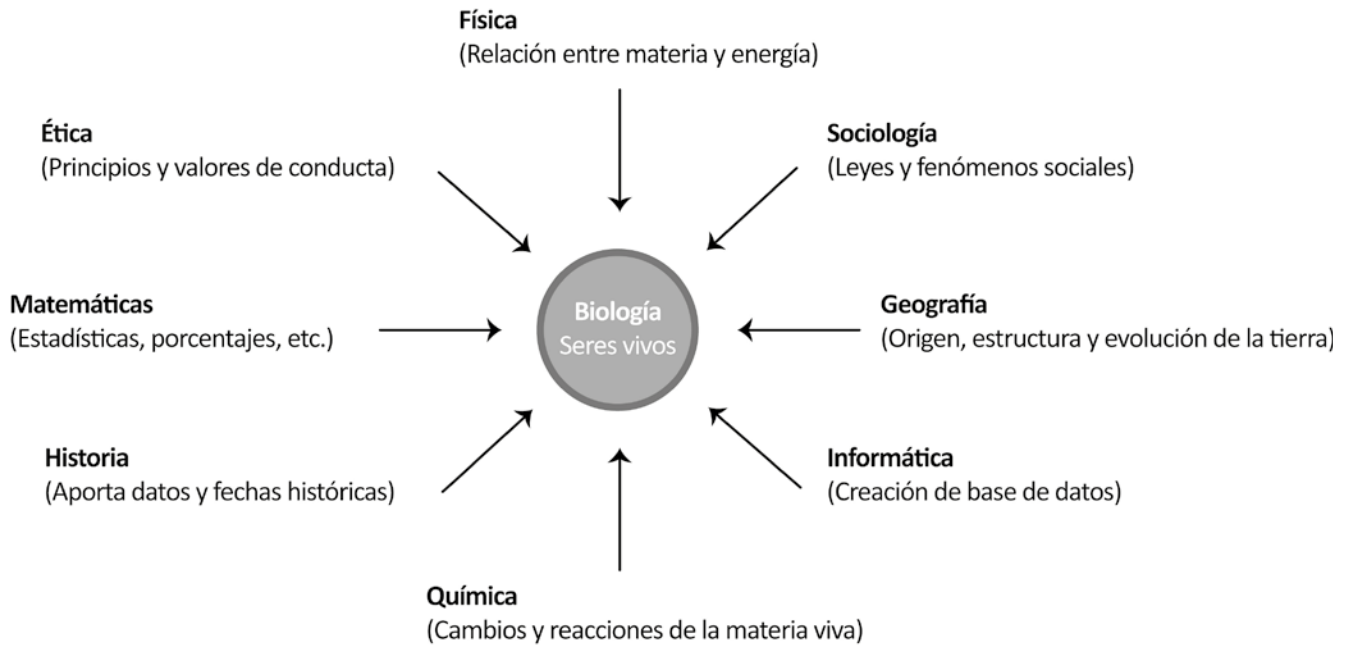 Física
(Relación entre materia y energía)
Ética
(Principios y valores de conducta)
Sociología
(Leyes y fenómenos sociales)
Matemáticas
(Estadísticas, porcentajes, etc.)
Biología
Seres vivos
Geografía
(Origen, estructura y evolución de la tierra)
Historia
(Aporta datos y fechas históricas)
Informática
(Creación de base de datos)
Química
(Cambios y reacciones de la materia viva)